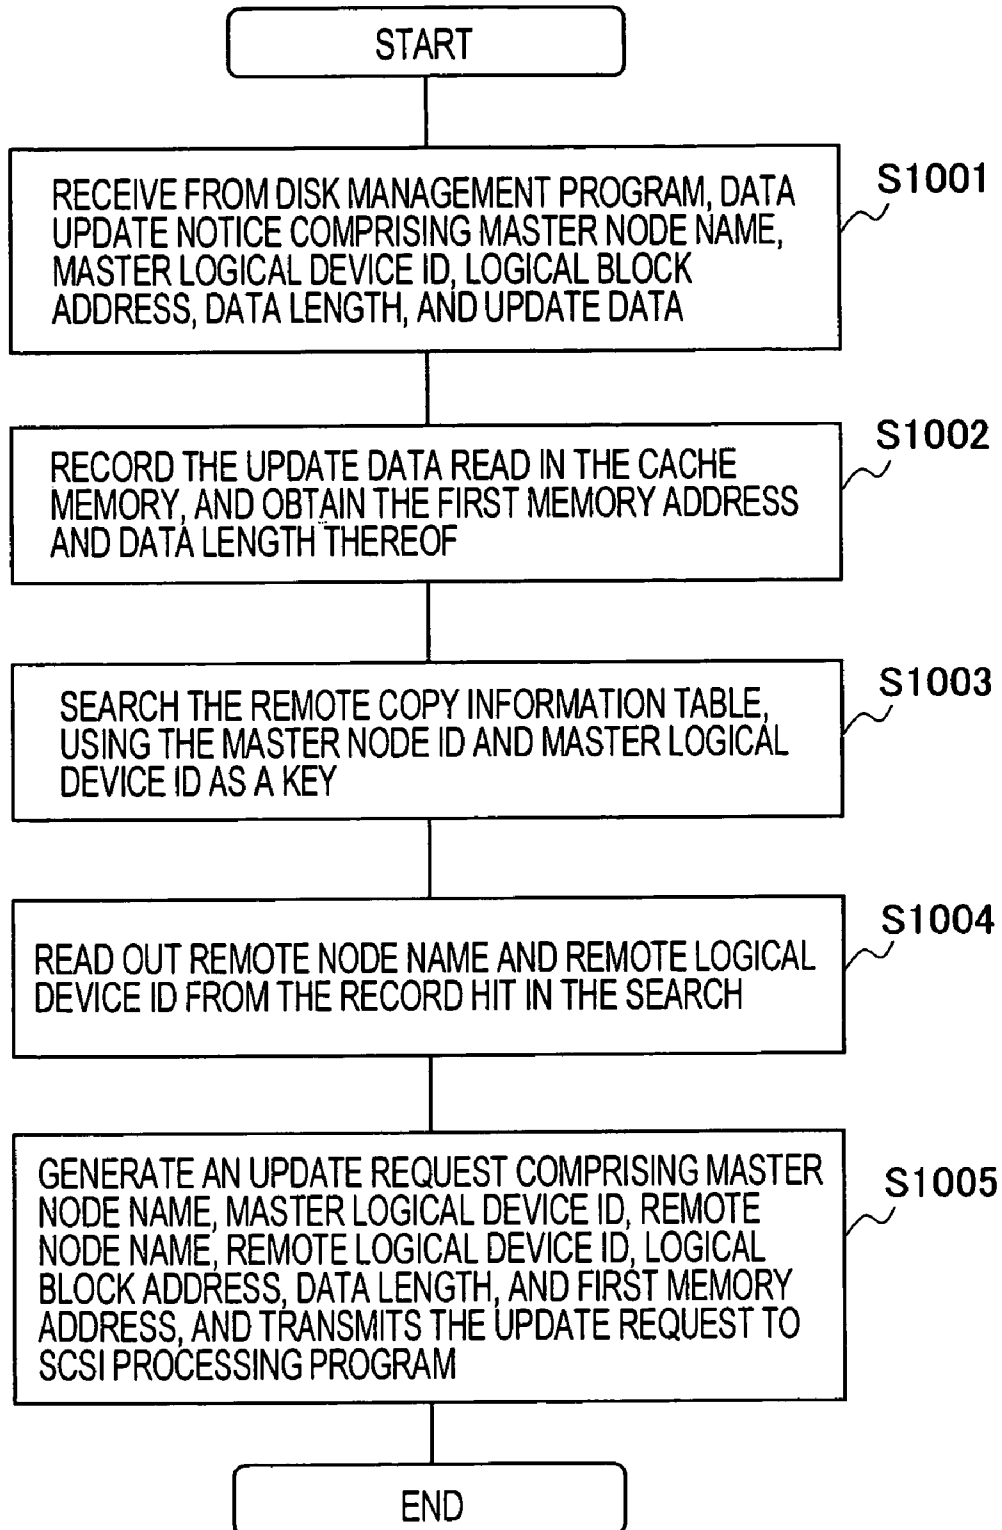 START
S1001
RECEIVE FROM DISK MANAGEMENT PROGRAM, DATA
UPDATE NOTICE COMPRISING MASTER NODE NAME,
MASTER LOGICAL DEVICE ID, LOGICAL BLOCK
ADDRESS, DATA LENGTH, AND UPDATE DATA
S1002
RECORD THE UPDATE DATA READ IN THE CACHE
MEMORY, AND OBTAIN THE FIRST MEMORY ADDRESS
AND DATA LENGTH THEREOF
S1003
SEARCH THE REMOTE COPY INFORMATION TABLE,
USING THE MASTER NODE ID AND MASTER LOGICAL
DEVICE ID AS A KEY
S1004
READ OUT REMOTE NODE NAME AND REMOTE LOGICAL
DEVICE ID FROM THE RECORD HIT IN THE SEARCH
S1005
GENERATE AN UPDATE REQUEST COMPRISING MASTER
NODE NAME, MASTER LOGICAL DEVICE ID, REMOTE
NODE NAME, REMOTE LOGICAL DEVICE ID, LOGICAL
BLOCK ADDRESS, DATA LENGTH, AND FIRST MEMORY
ADDRESS, AND TRANSMITS THE UPDATE REQUEST TO
SCSI PROCESSING PROGRAM
END